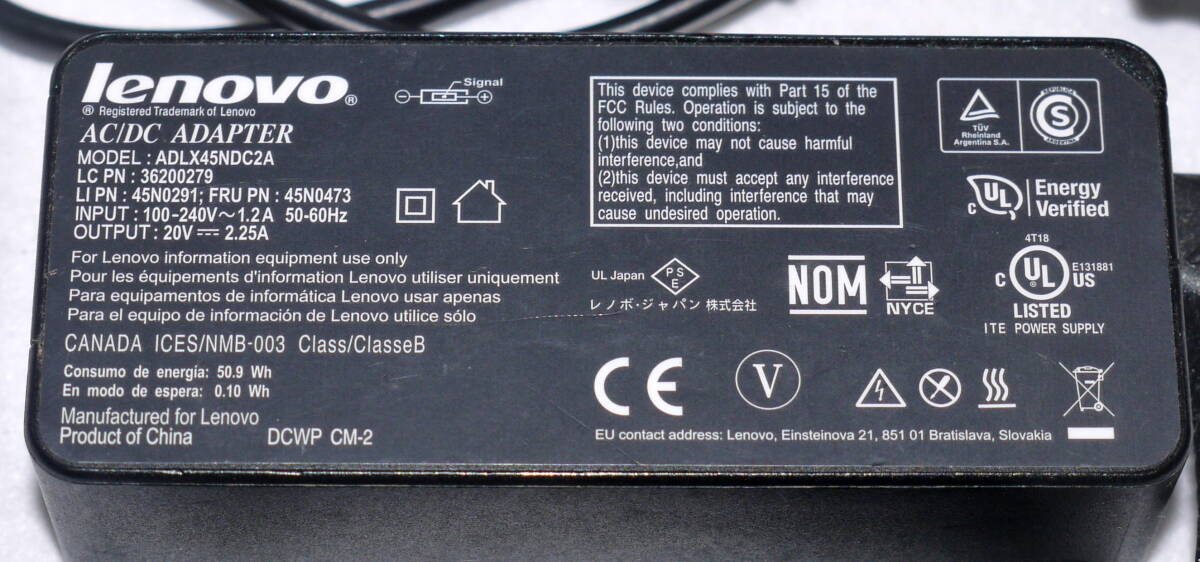 lenovo®
® Registered Trademark of Lenovo
AC/DC ADAPTER
MODEL : ADLX45NDC2A
LC PN : 36200279
LI PN : 45N0291; FRU PN : 45N0473
INPUT : 100-240V~1.2A 50-60Hz
OUTPUT : 20V ⎓ 2.25A
For Lenovo information equipment use only
Pour les équipements d'information Lenovo utiliser uniquement
Para equipamentos de informática Lenovo usar apenas
Para el equipo de información de Lenovo utilice sólo
CANADA ICES/NMB-003 Class/ClasseB
Consumo de energía: 50.9 Wh
En modo de espera: 0.10 Wh
Manufactured for Lenovo
Product of China DCWP CM-2
Signal
This device complies with Part 15 of the
FCC Rules. Operation is subject to the
following two conditions:
(1)this device may not cause harmful
interference,and
(2)this device must accept any interference
received, including interference that may
cause undesired operation.
TÜV
Rheinland
Argentina S.A.
REPUBLICA
S
ARGENTINA
c UL Energy
Verified
UL Japan PS
E
レノボ・ジャパン 株式会社
NOM
NYCE
4T18
c UL US E131881
LISTED
ITE POWER SUPPLY
CE
V
EU contact address: Lenovo, Einsteinova 21, 851 01 Bratislava, Slovakia